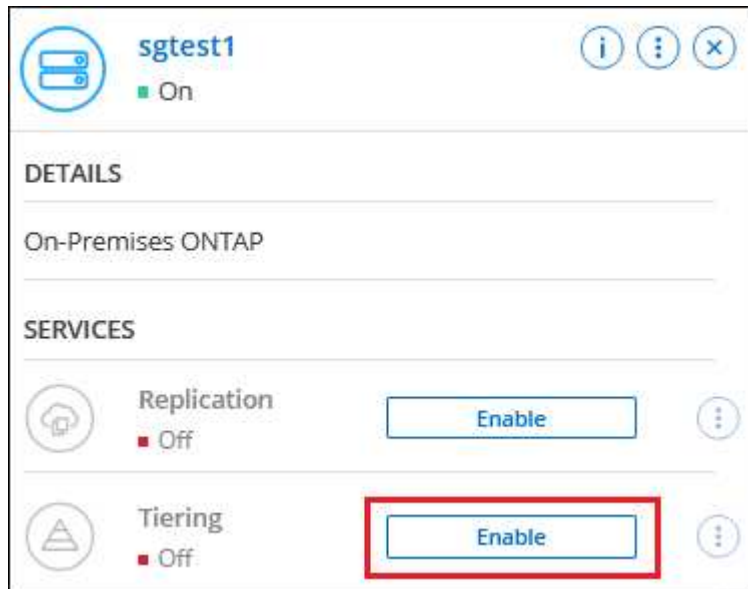 sgtest1
On
DETAILS
On-Premises ONTAP
SERVICES
Replication
Off
Enable
Tiering
Off
Enable